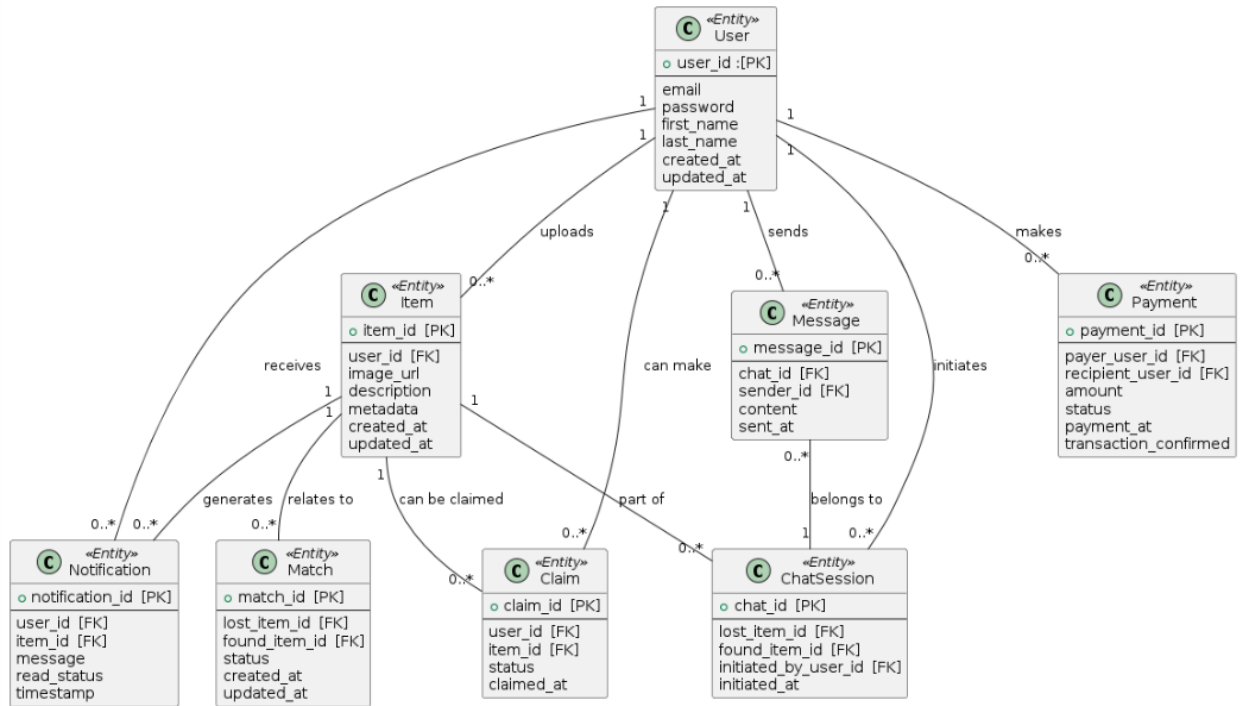 «Entity»
C User
user_id :[PK]
email
password
first_name
last_name
created_at
updated_at
1
1
1
1
1
1
uploads
sends
makes
0..*
0..*
0..*
«Entity»
C Item
item_id [PK]
user_id [FK]
image_url
description
metadata
created_at
updated_at
«Entity»
C Message
message_id [PK]
chat_id [FK]
sender_id [FK]
content
sent_at
«Entity»
C Payment
payment_id [PK]
payer_user_id [FK]
recipient_user_id [FK]
amount
status
payment_at
transaction_confirmed
receives
can make
initiates
1
1
1
1
0..*
generates
relates to
can be claimed
part of
belongs to
0..*
0..*
0..*
0..*
1
0..*
0..*
0..*
«Entity»
C Notification
notification_id [PK]
user_id [FK]
item_id [FK]
message
read_status
timestamp
«Entity»
C Match
match_id [PK]
lost_item_id [FK]
found_item_id [FK]
status
created_at
updated_at
«Entity»
C Claim
claim_id [PK]
user_id [FK]
item_id [FK]
status
claimed_at
«Entity»
C ChatSession
chat_id [PK]
lost_item_id [FK]
found_item_id [FK]
initiated_by_user_id [FK]
initiated_at